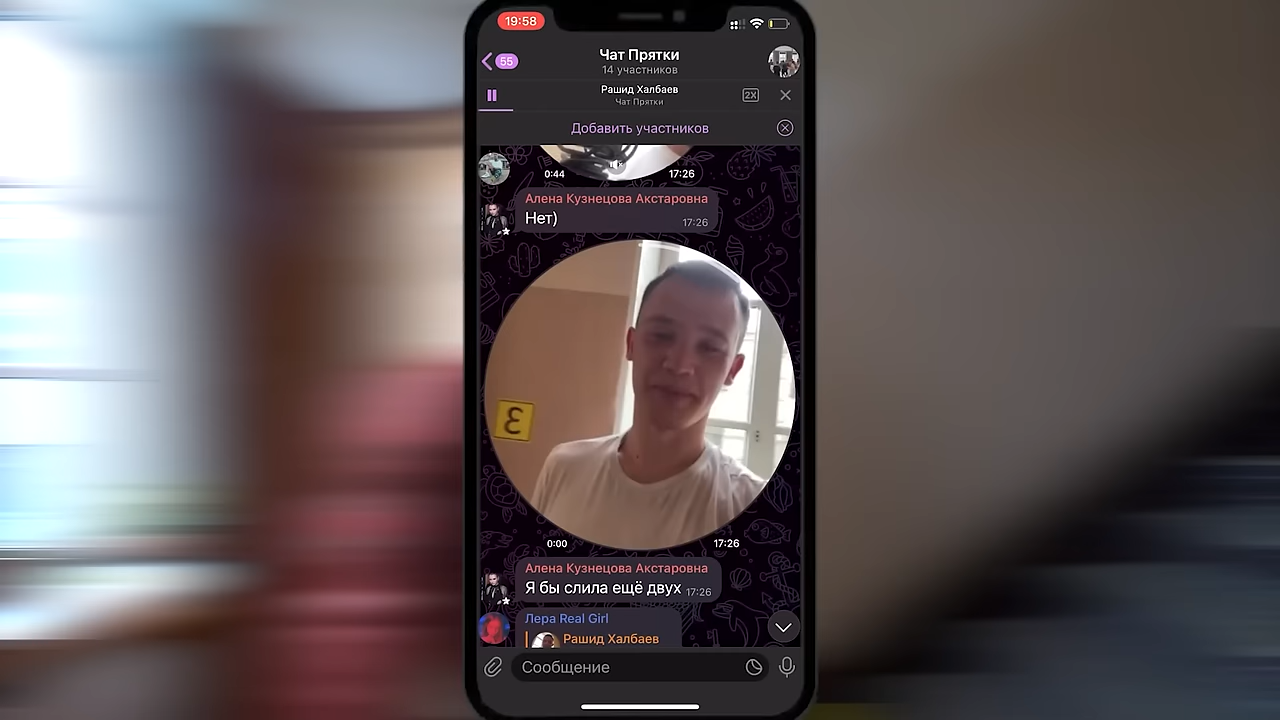 19:58
55
Чат Прятки
14 участников
Рашид Халбаев
Чат Прятки
2X
Добавить участников
0:44
17:26
Алена Кузнецова Акстаровна
Нет)
17:26
3
0:00
17:26
Алена Кузнецова Акстаровна
Я бы слила ещё двух
17:26
Лера Real Girl
Рашид Халбаев
Сообщение